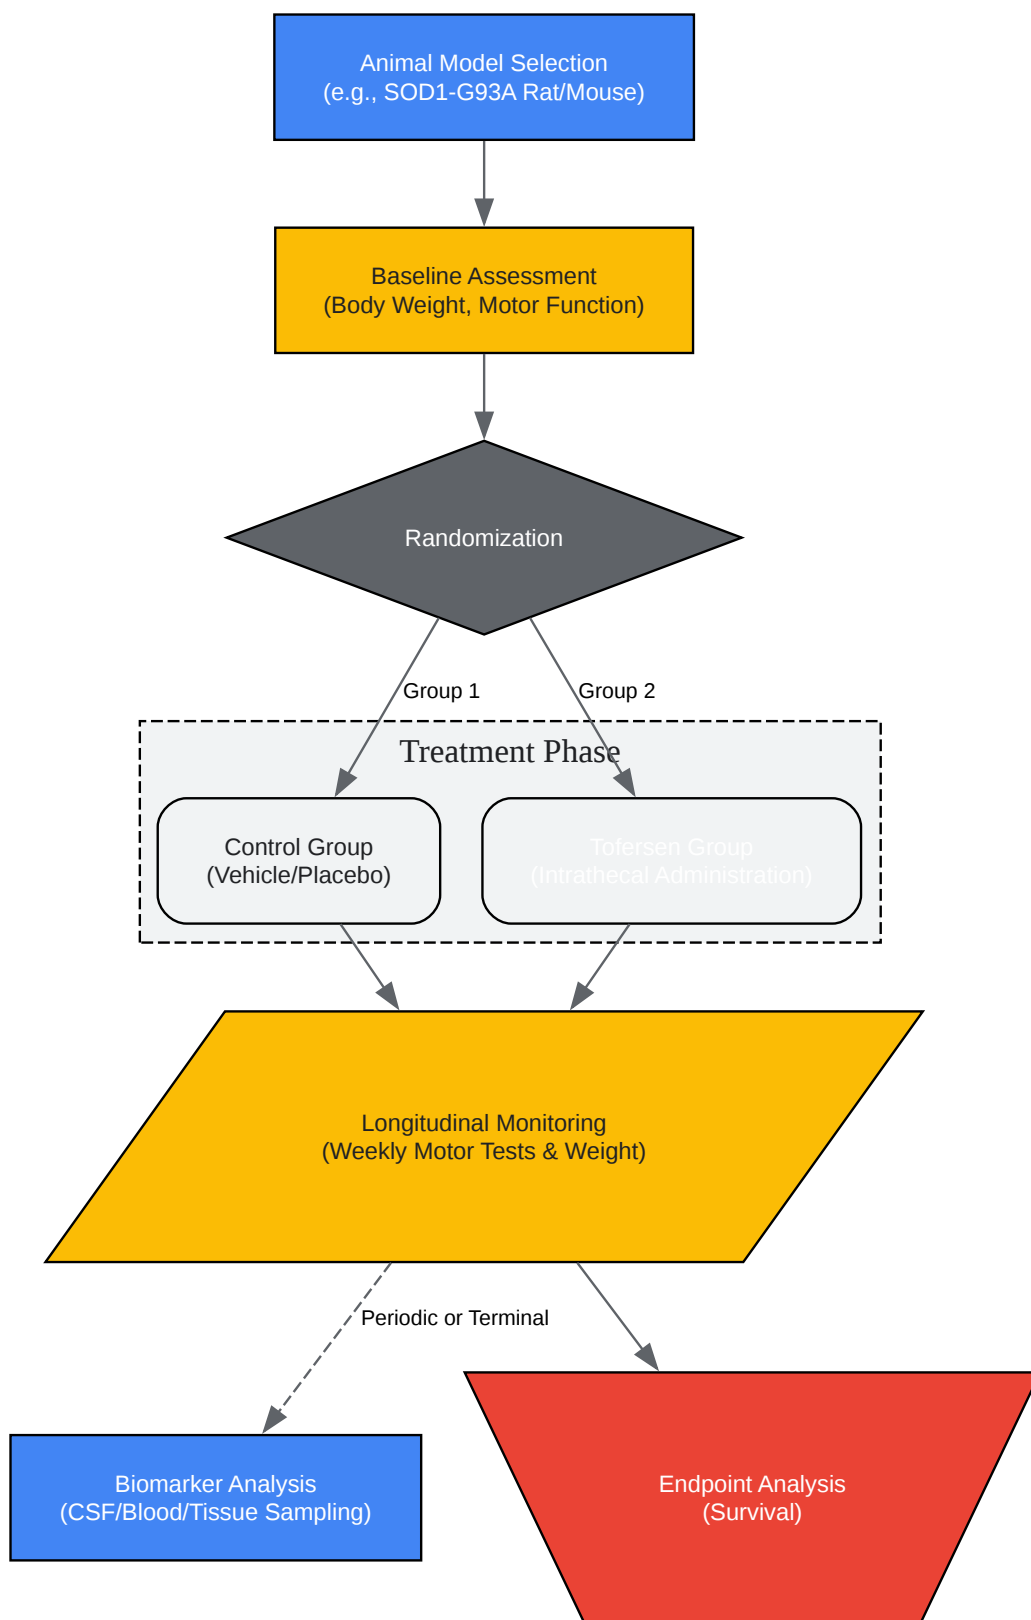 Animal Model Selection
(e.g., SOD1-G93A Rat/Mouse)
Baseline Assessment
(Body Weight, Motor Function)
Randomization
Group 1
Group 2
Treatment Phase
Control Group
(Vehicle/Placebo)
Tofersen Group
(Intrathecal Administration)
Longitudinal Monitoring
(Weekly Motor Tests & Weight)
Periodic or Terminal
Biomarker Analysis
(CSF/Blood/Tissue Sampling)
Endpoint Analysis
(Survival)